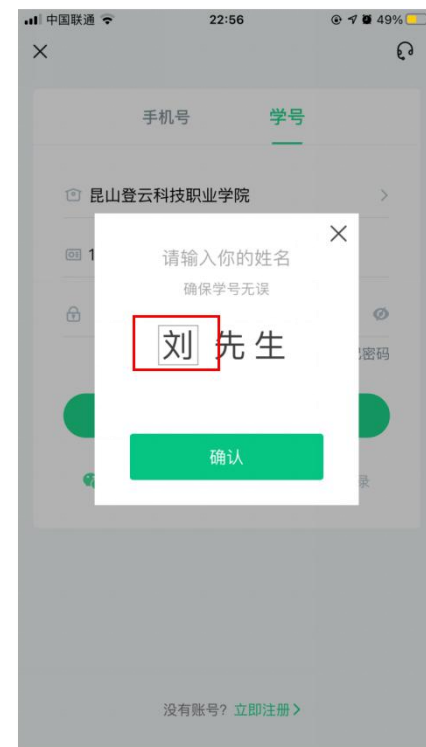 中国联通 22:56 49%
手机号 学号
昆山登云科技职业学院
1
请输入你的姓名
确保学号无误
刘先生
密码
确认
录
没有账号? 立即注册